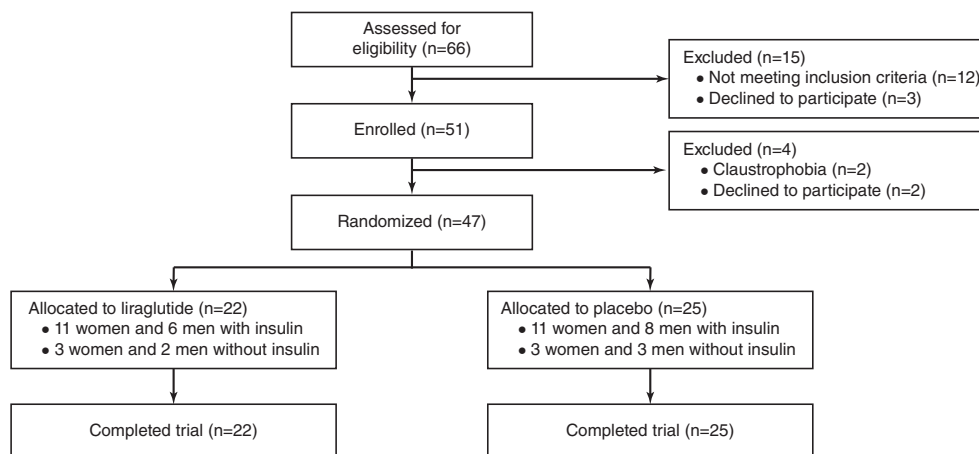 Assessed for
eligibility (n=66)
Excluded (n=15)
• Not meeting inclusion criteria (n=12)
• Declined to participate (n=3)
Enrolled (n=51)
Excluded (n=4)
• Claustrophobia (n=2)
• Declined to participate (n=2)
Randomized (n=47)
Allocated to liraglutide (n=22)
• 11 women and 6 men with insulin
• 3 women and 2 men without insulin
Allocated to placebo (n=25)
• 11 women and 8 men with insulin
• 3 women and 3 men without insulin
Completed trial (n=22)
Completed trial (n=25)